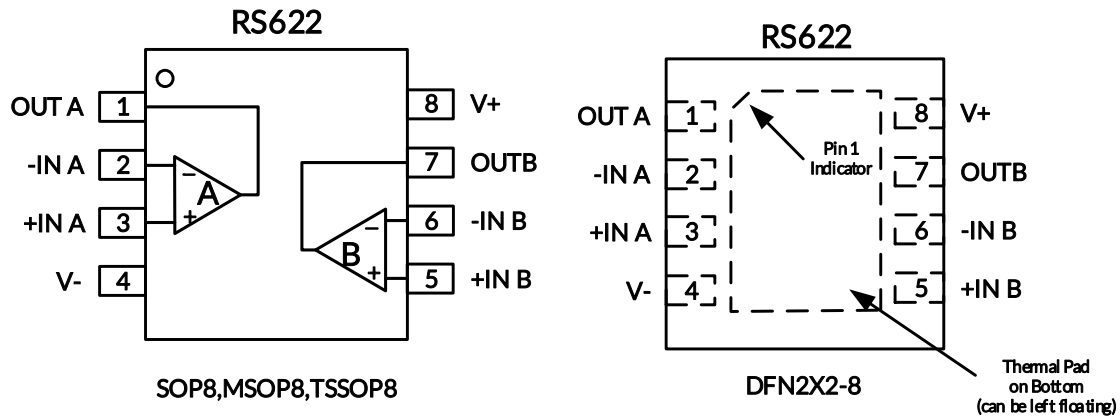 RS622
OUT A 1
-IN A 2
+IN A 3
V- 4
8 V+
7 OUTB
6 -IN B
5 +IN B
A
- 
+
B
-
+
SOP8,MSOP8,TSSOP8
RS622
OUT A 1
-IN A 2
+IN A 3
V- 4
8 V+
7 OUTB
6 -IN B
5 +IN B
Pin 1
Indicator
Thermal Pad
on Bottom
(can be left floating)
DFN2X2-8